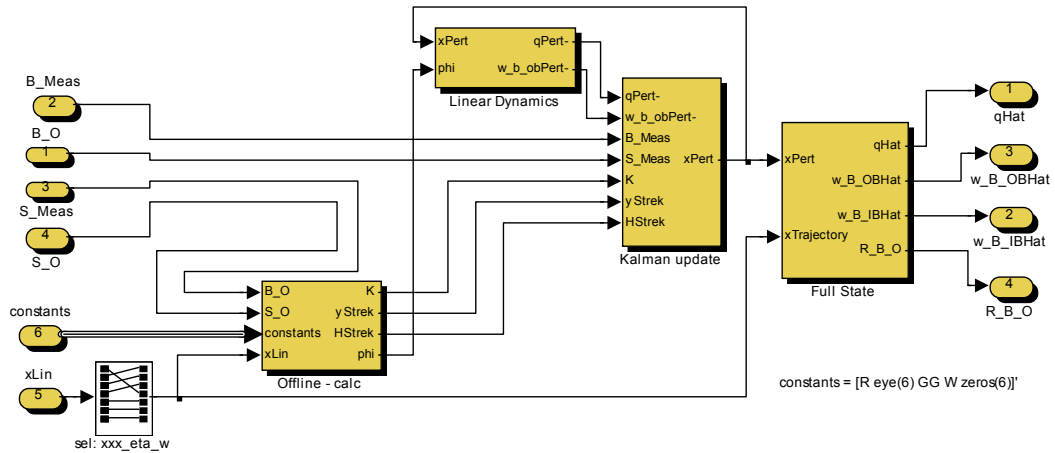 B_Meas
2
B_O
1
3
S_Meas
4
S_O
constants
6
xLin
5
sel: xxx_eta_w
B_O
S_O
constants
xLin
K
yStrek
HStrek
phi
Offline - calc
xPert
phi
qPert-
w_b_obPert-
Linear Dynamics
qPert-
w_b_obPert-
B_Meas
S_Meas
K
yStrek
HStrek
xPert
Kalman update
xPert
xTrajectory
qHat
w_B_OBHat
w_B_IBHat
R_B_O
Full State
1
qHat
3
w_B_OBHat
2
w_B_IBHat
4
R_B_O
constants = [R eye(6) GG W zeros(6)]'